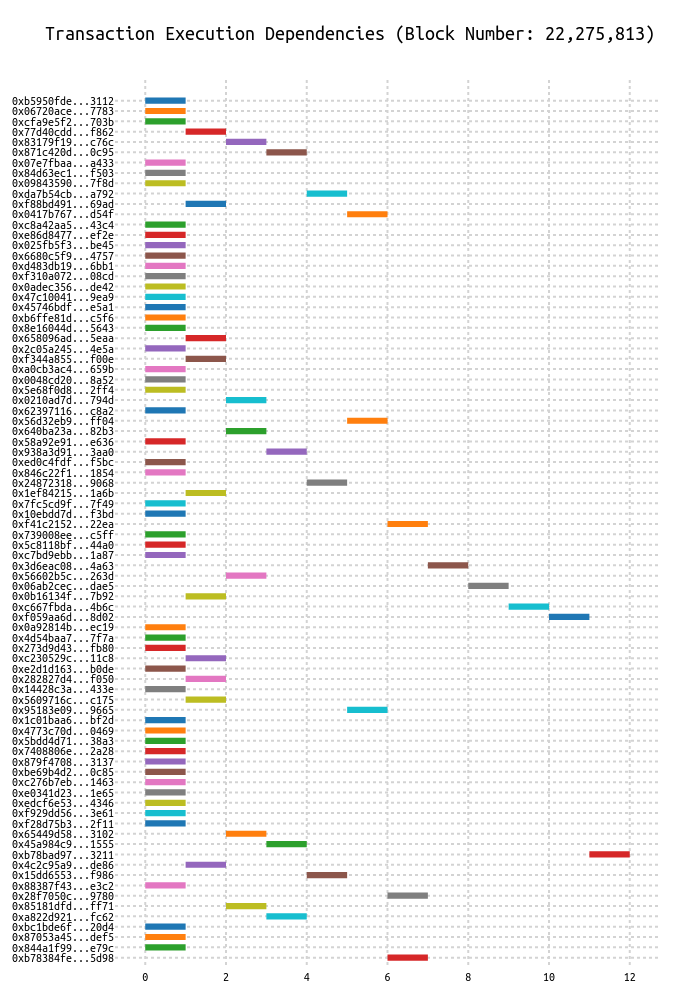 Transaction Execution Dependencies (Block Number: 22,275,813)
0xb5950fde...3112
0x06720ace...7783
0xcfa9e5f2...703b
0x77d40cdd...f862
0x83179f19...c76c
0x871c420d...0c95
0x07e7fbaa...a433
0x84d63ec1...f503
0x09843590...7f8d
0xda7b54cb...a792
0xf88bd491...69ad
0x0417b767...d54f
0xc8a42aa5...43c4
0xe86d8477...ef2e
0x025fb5f3...be45
0x6680c5f9...4757
0xd483db19...6bb1
0xf310a072...08cd
0x0adec356...de42
0x47c10041...9ea9
0x45746bdf...e5a1
0xb6ffe81d...c5f6
0x8e16044d...5643
0x658096ad...5eaa
0x2c05a245...4e5a
0xf344a855...f00e
0xa0cb3ac4...659b
0x0048cd20...8a52
0x5e68f0d8...2ff4
0x0210ad7d...794d
0x62397116...c8a2
0x56d32eb9...ff04
0x640ba23a...82b3
0x58a92e91...e636
0x938a3d91...3aa0
0xed0c4fdf...f5bc
0x846c22f1...1854
0x24872318...9068
0x1ef84215...1a6b
0x7fc5cd9f...7f49
0x10ebdd7d...f3bd
0xf41c2152...22ea
0x739008ee...c5ff
0x5c8118bf...44a0
0xc7bd9ebb...1a87
0x3d6eac08...4a63
0x56602b5c...263d
0x06ab2cec...dae5
0x0b16134f...7b92
0xc667fbda...4b6c
0xf059aa6d...8d02
0x0a92814b...ec19
0x4d54baa7...7f7a
0x273d9d43...fb80
0xc230529c...11c8
0xe2d1d163...b0de
0x282827d4...f050
0x14428c3a...433e
0x5609716c...c175
0x95183e09...9665
0x1c01baa6...bf2d
0x4773c70d...0469
0x5bdd4d71...38a3
0x7408806e...2a28
0x879f4708...3137
0xbe69b4d2...0c85
0xc276b7eb...1463
0xe0341d23...1e65
0xedcf6e53...4346
0xf929dd56...3e61
0xf28d75b3...2f11
0x65449d58...3102
0x45a984c9...1555
0xb78bad97...3211
0x4c2c95a9...de86
0x15dd6553...f986
0x88387f43...e3c2
0x28f7050c...9780
0x85181dfd...ff71
0xa822d921...fc62
0xbc1bde6f...20d4
0x87053a45...def5
0x844a1f99...e79c
0xb78384fe...5d98
0 2 4 6 8 10 12